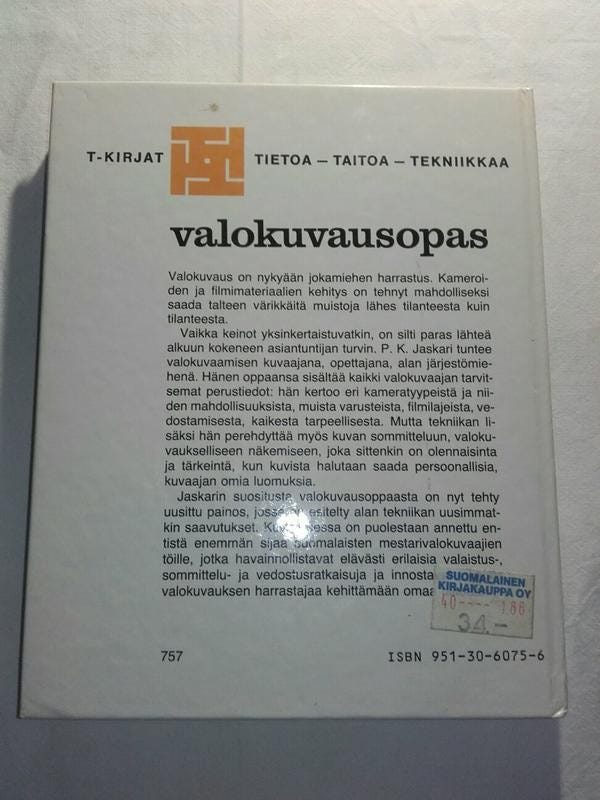 T-KIRJAT TIETOA – TAITOA – TEKNIIKKAA
valokuvausopas
Valokuvaus on nykyään jokamiehen harrastus. Kameroi-
den ja filmimateriaalien kehitys on tehnyt mahdolliseksi
saada talteen värikkäitä muistoja lähes tilanteesta kuin
tilanteesta.
Vaikka keinot yksinkertaistuvatkin, on silti paras lähteä
alkuun kokeneen asiantuntijan turvin. P. K. Jaskari tuntee
valokuvaamisen kuvaajana, opettajana, alan järjestömie-
henä. Hänen oppaansa sisältää kaikki valokuvaajan tarvit-
semat perustiedot: hän kertoo eri kameratyypeistä ja nii-
den mahdollisuuksista, muista varusteista, filmilajeista, ve-
dostamisesta, kaikesta tarpeellisesta. Mutta tekniikan li-
säksi hän perehdyttää myös kuvan sommitteluun, valoku-
vaukselliseen näkemiseen, joka sittenkin on olennaisinta
ja tärkeintä, kun kuvista halutaan saada persoonallisia,
kuvaajan omia luomuksia.
Jaskarin suositusta valokuvausoppaasta on nyt tehty
uusittu painos, jossa on esitelty alan tekniikan uusimmat-
kin saavutukset. on puolestaan annettu en-
tistä enemmän sijaa suomalaisten mestarivalokuvaajien
töille, jotka havainnollistavat elävästi erilaisia valaistus-,
sommittelu- ja vedostusratkaisuja ja innosta
valokuvauksen harrastajaa kehittämään omaa
SUOMALAINEN
KIRJAKAUPPA OY
40---- 186
34.-
757 ISBN 951-30-6075-6